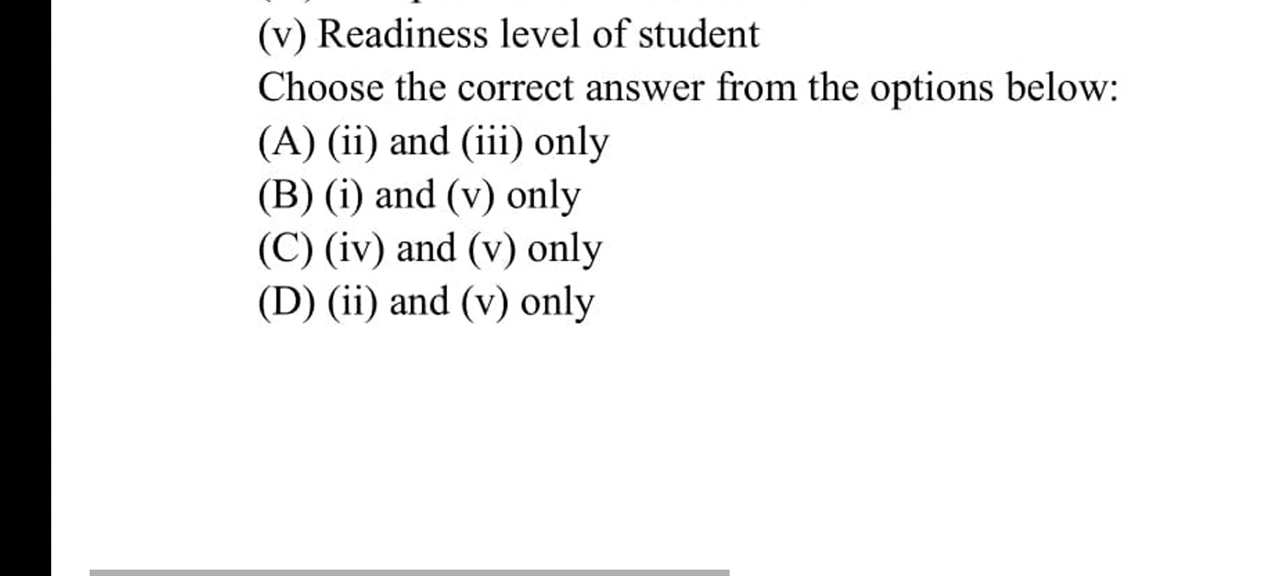 (v) Readiness level of student
Choose the correct answer from the options below:
(A) (ii) and (iii) only
(B) (i) and (v) only
(C) (iv) and (v) only
(D) (ii) and (v) only